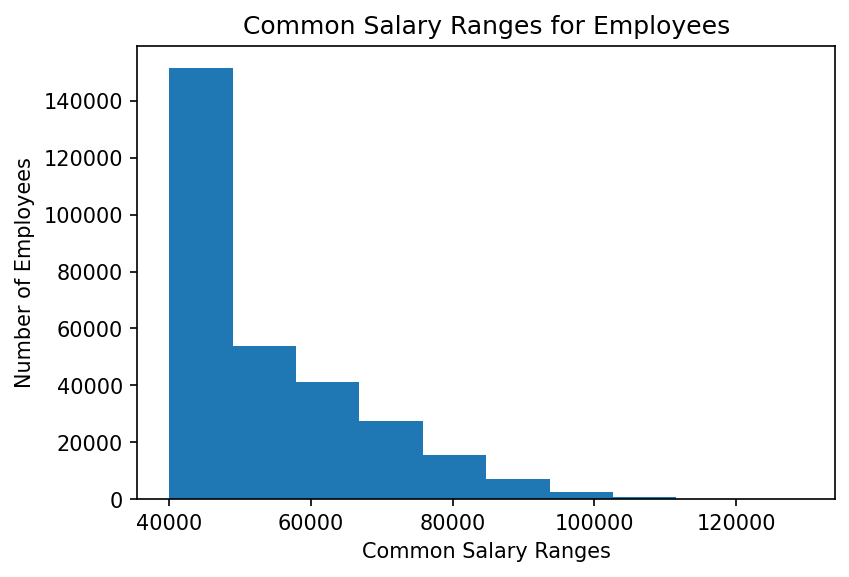 Common Salary Ranges for Employees
Number of Employees
140000
120000
100000
80000
60000
40000
20000
0
40000 60000 80000 100000 120000
Common Salary Ranges